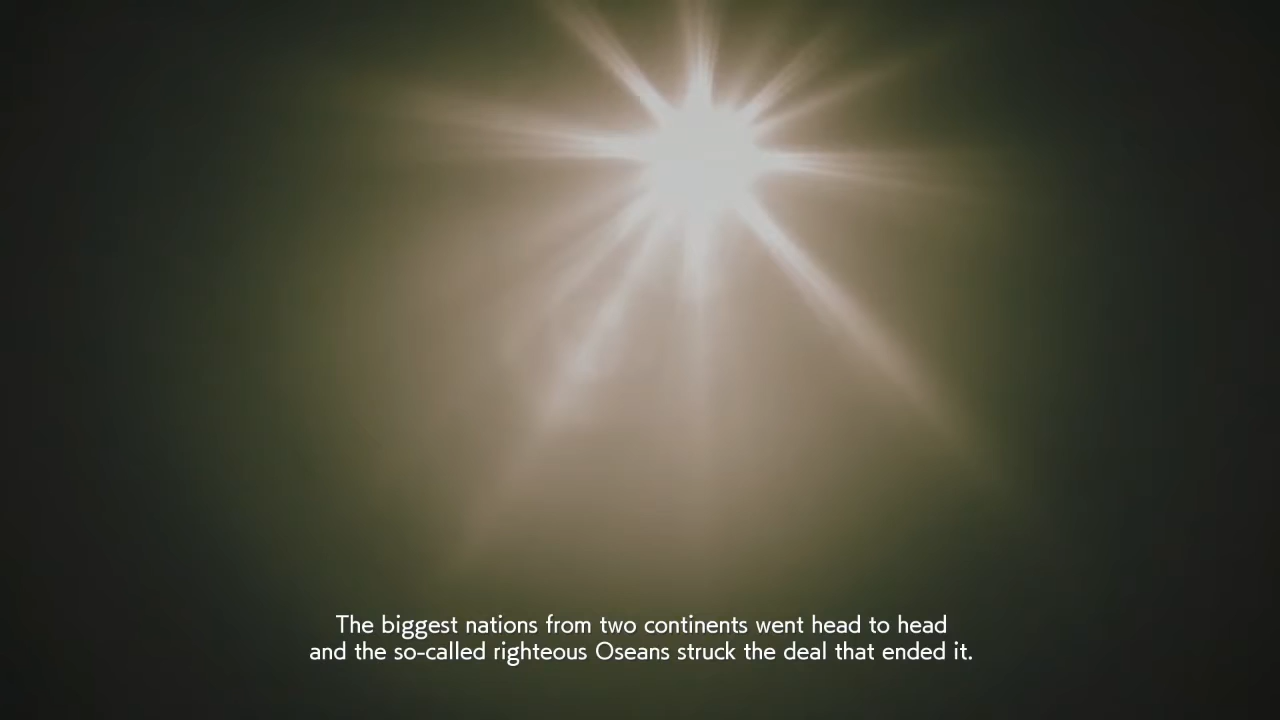 The biggest nations from two continents went head to head
and the so-called righteous Oseans struck the deal that ended it.